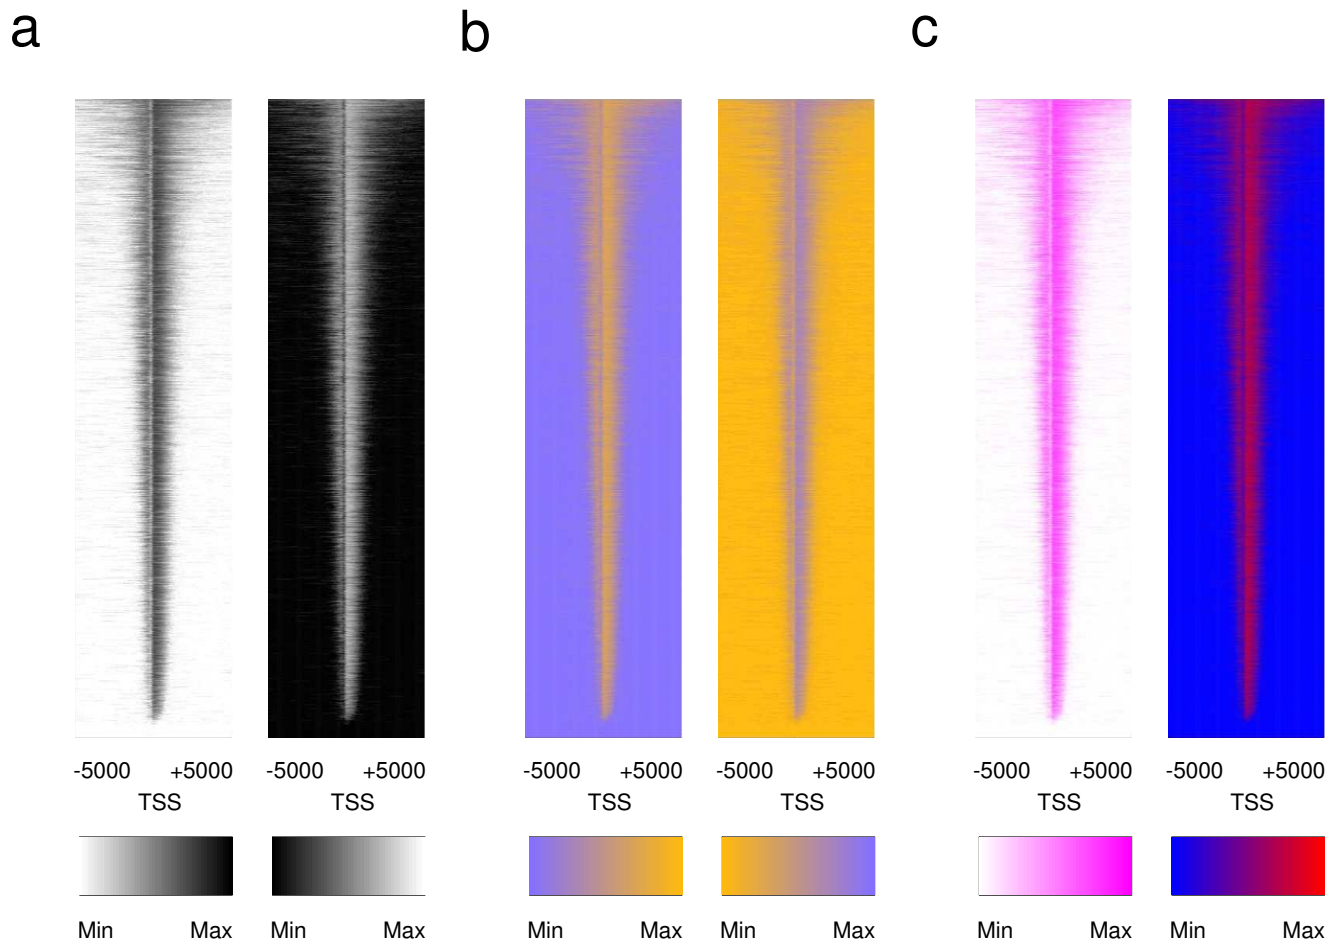 a b c
-5000 +5000 -5000 +5000 -5000 +5000 -5000 +5000 -5000 +5000 -5000 +5000
TSS TSS TSS TSS TSS TSS
Min Max Min Max Min Max Min Max Min Max Min Max